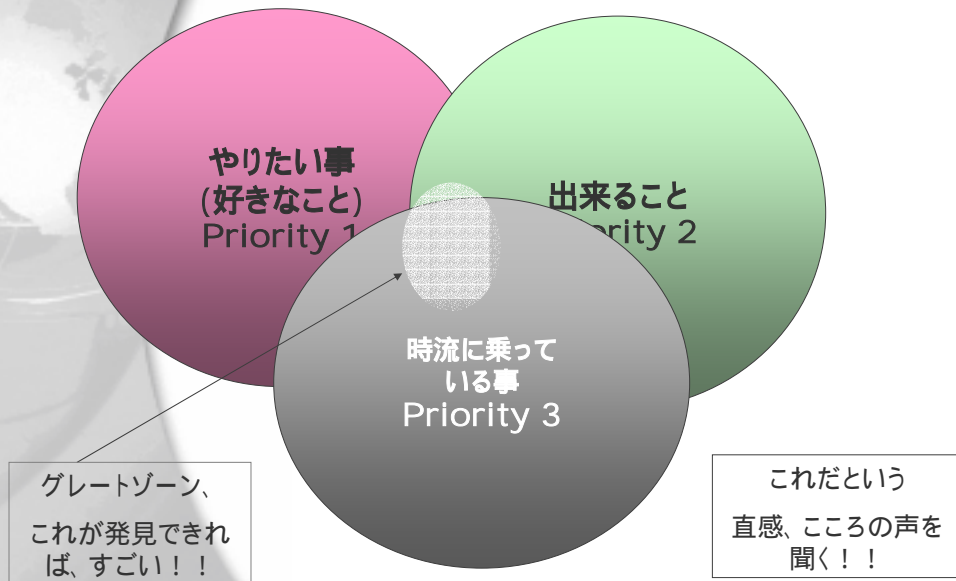 やりたい事
(好きなこと)
Priority 1
出来ること
ority 2
時流に乗って
いる事
Priority 3
グレートゾーン、
これが発見できれ
ば、すごい！！
これだという
直感、こころの声を
聞く！！